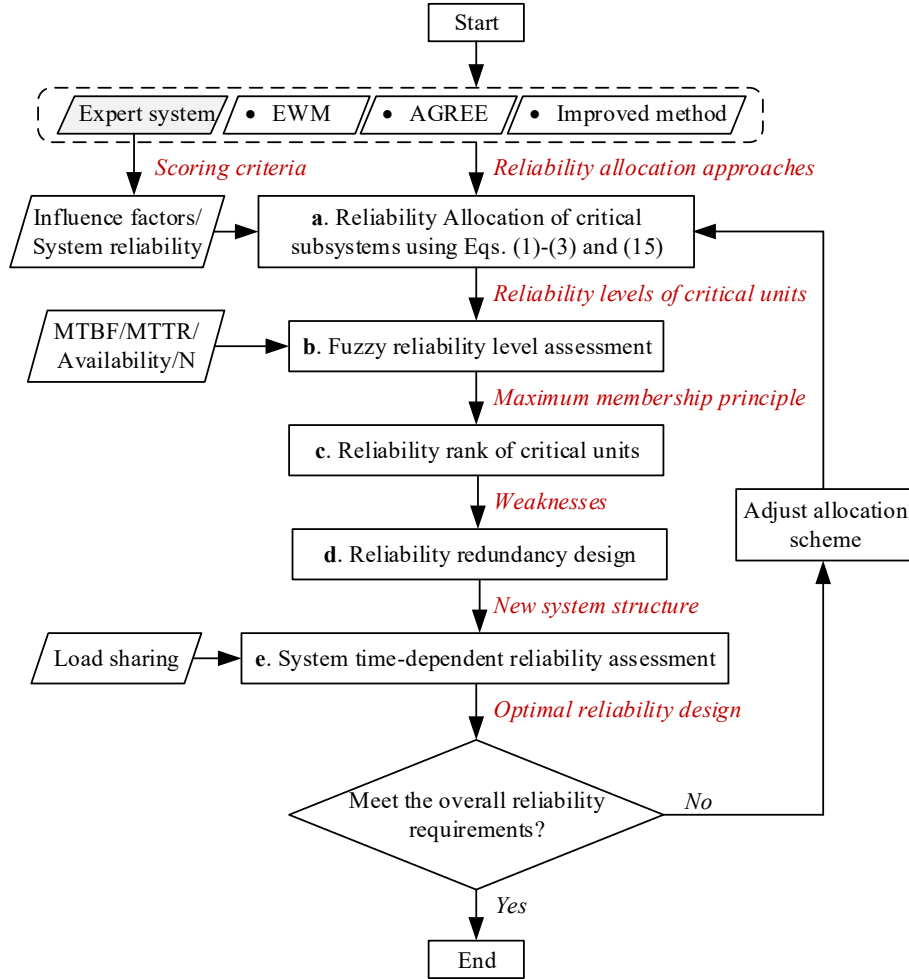 Start
Expert system
• EWM
• AGREE
• Improved method
Scoring criteria
Reliability allocation approaches
Influence factors/
System reliability
a. Reliability Allocation of critical
subsystems using Eqs. (1)-(3) and (15)
Reliability levels of critical units
MTBF/MTTR/
Availability/N
b. Fuzzy reliability level assessment
Maximum membership principle
c. Reliability rank of critical units
Weaknesses
Adjust allocation
scheme
d. Reliability redundancy design
New system structure
Load sharing
e. System time-dependent reliability assessment
Optimal reliability design
Meet the overall reliability
requirements?
No
Yes
End